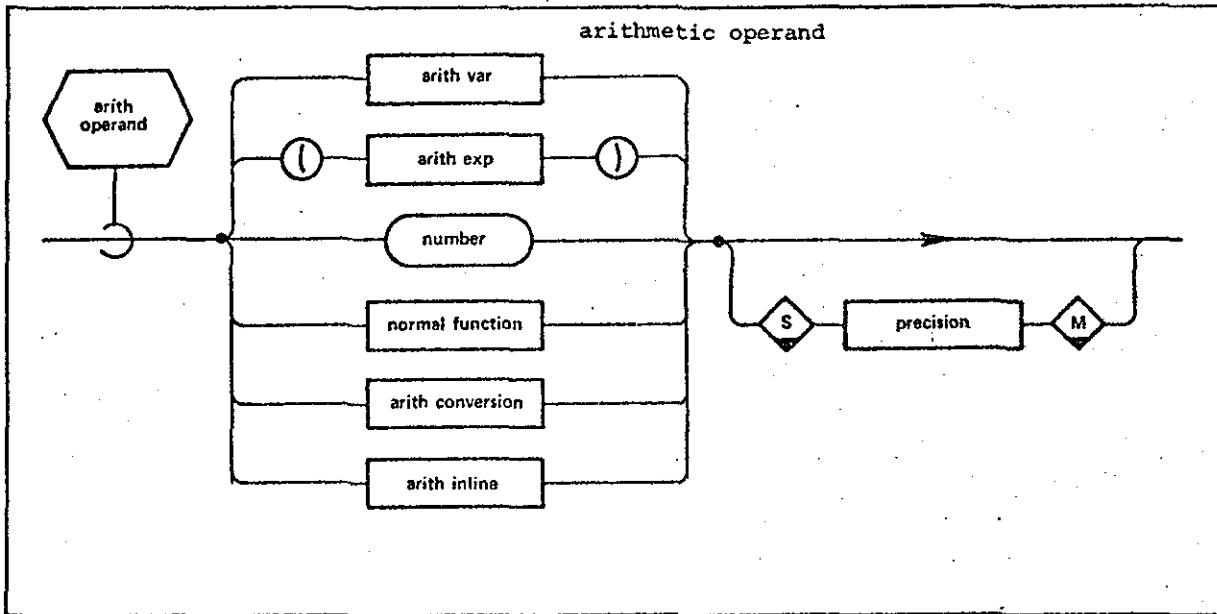 arithmetic operand
arith
operand
arith var
( arith exp )
number
normal function
S precision M
arith conversion
arith inline